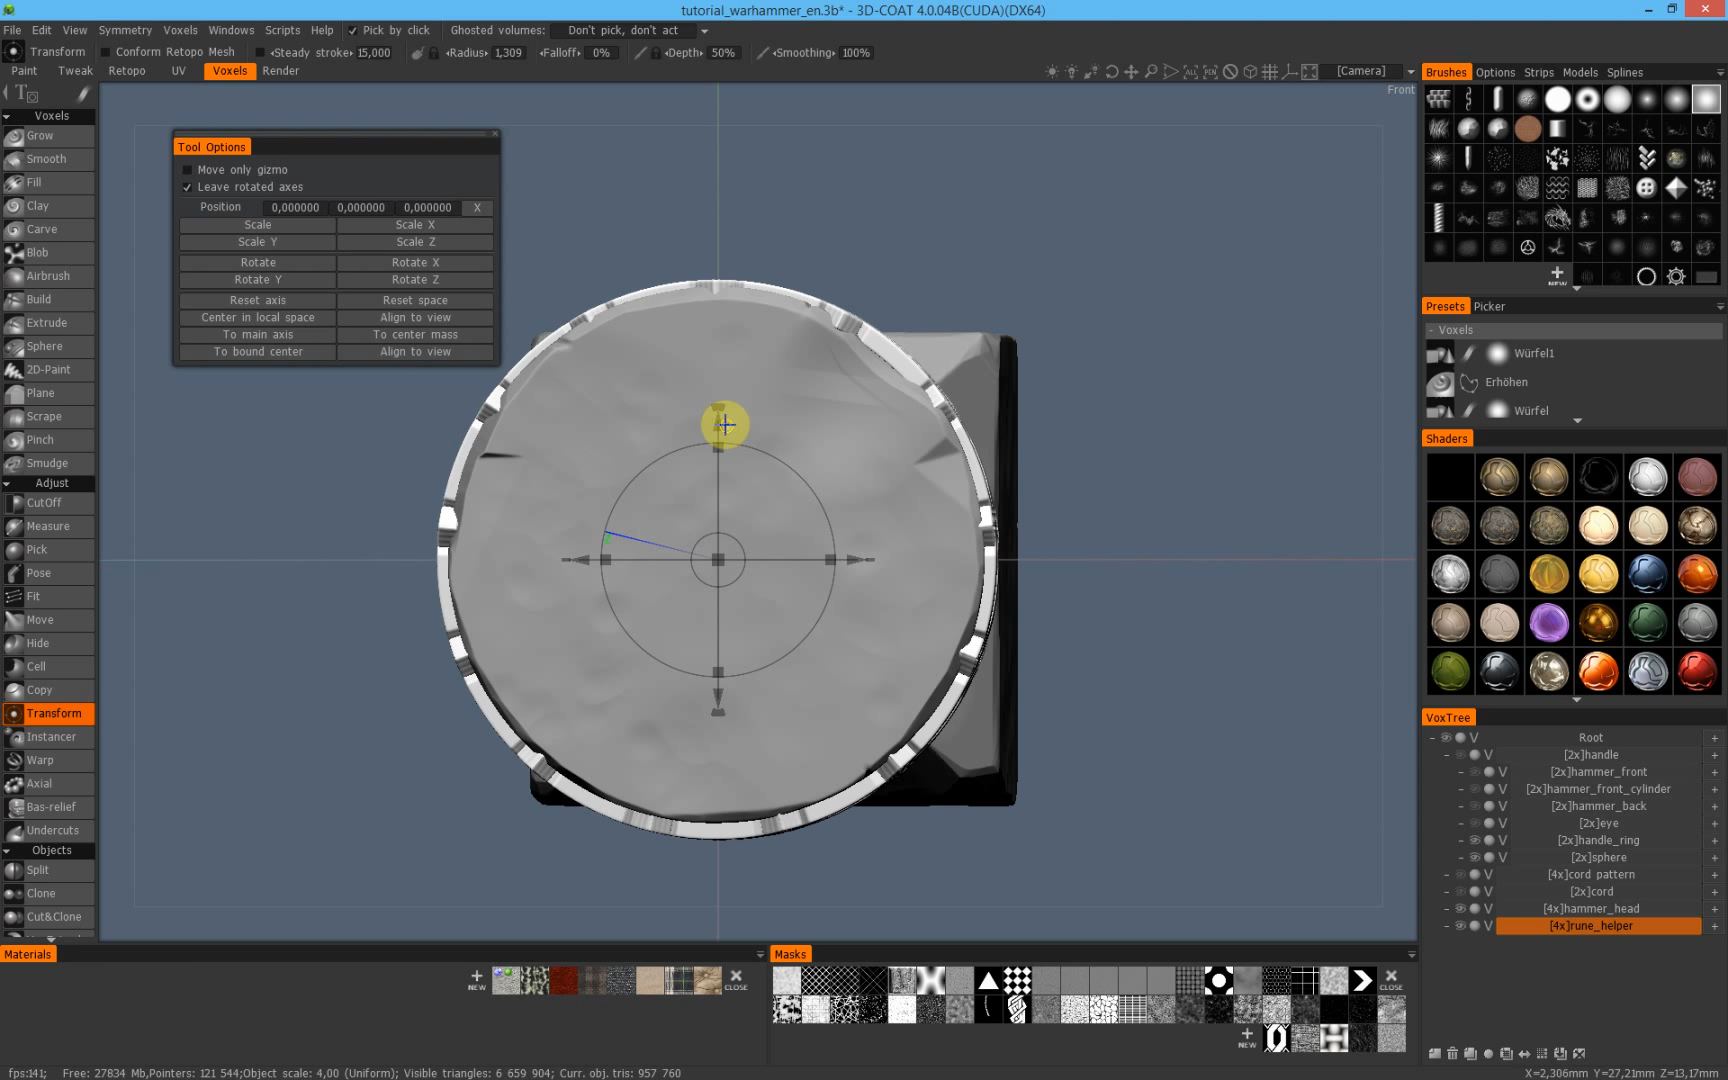 tutorial_warhammer_en.3b* - 3D-COAT 4.0.04B(CUDA)(DX64)
File Edit View Symmetry Voxels Windows Scripts Help Pick by click Ghosted volumes: Don't pick, don't act
Transform Conform Retopo Mesh Steady stroke 15,000 Radius 1,309 Falloff 0% Depth 50% Smoothing 100%
Paint Tweak Retopo UV Voxels Render [Camera]
Front
Voxels
Grow
Smooth
Fill
Clay
Carve
Blob
Airbrush
Build
Extrude
Sphere
2D-Paint
Plane
Scrape
Pinch
Smudge
Adjust
CutOff
Measure
Pick
Pose
Fit
Move
Hide
Cell
Copy
Transform
Instancer
Warp
Axial
Bas-relief
Undercuts
Objects
Split
Clone
Cut&Clone
Tool Options
Move only gizmo
Leave rotated axes
Position 0,000000 0,000000 0,000000 X
Scale Scale X
Scale Y Scale Z
Rotate Rotate X
Rotate Y Rotate Z
Reset axis Reset space
Center in local space Align to view
To main axis To center mass
To bound center Align to view
Brushes Options Strips Models Splines
NEW
Presets Picker
- Voxels
Würfel1
Erhöhen
Würfel
Shaders
VoxTree
Root
V [2x]handle
V [2x]hammer_front
V [2x]hammer_front_cylinder
V [2x]hammer_back
V [2x]eye
V [2x]handle_ring
V [2x]sphere
V [4x]cord pattern
V [2x]cord
V [4x]hammer_head
V [4x]rune_helper
Materials
NEW CLOSE
Masks
CLOSE
NEW
fps:141; Free: 27834 Mb,Pointers: 121 544;Object scale: 4,00 (Uniform); Visible triangles: 6 659 904; Curr. obj. tris: 957 760
X=2,306mm Y=27,21mm Z=13,17mm